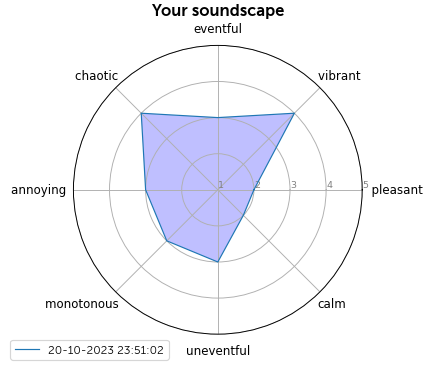 Your soundscape
eventful
chaotic
vibrant
annoying
1 2 3 4 5
pleasant
monotonous
calm
uneventful
20-10-2023 23:51:02